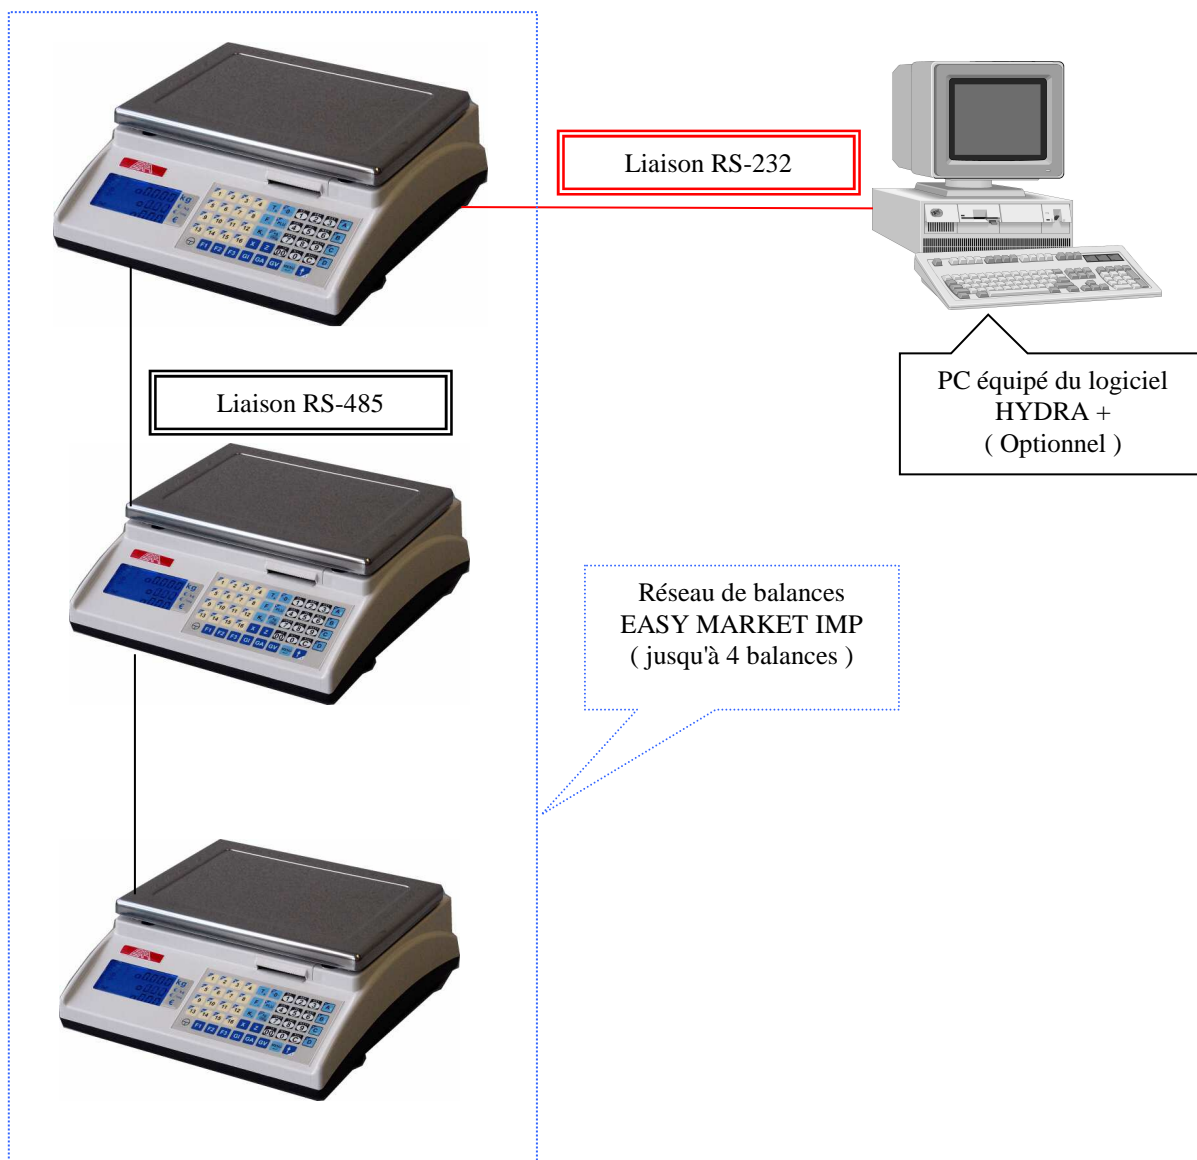 Liaison RS-232
PC équipé du logiciel
HYDRA +
( Optionnel )
Liaison RS-485
Réseau de balances
EASY MARKET IMP
( jusqu'à 4 balances )